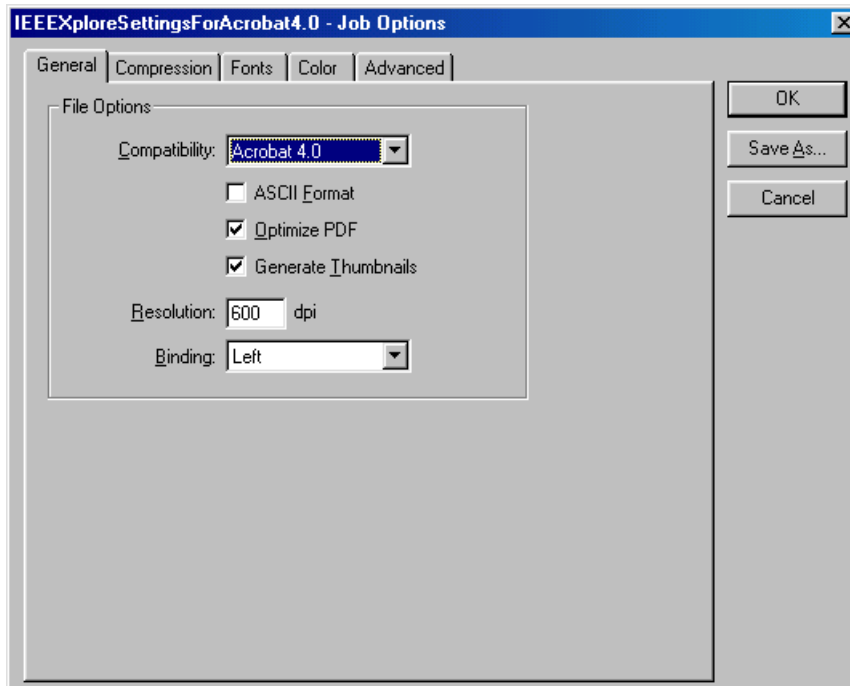 IEEEXploreSettingsForAcrobat4.0 - Job Options
General Compression Fonts Color Advanced
File Options
Compatibility: Acrobat 4.0
ASCII Format
Optimize PDF
Generate Thumbnails
Resolution: 600 dpi
Binding: Left
OK
Save As...
Cancel